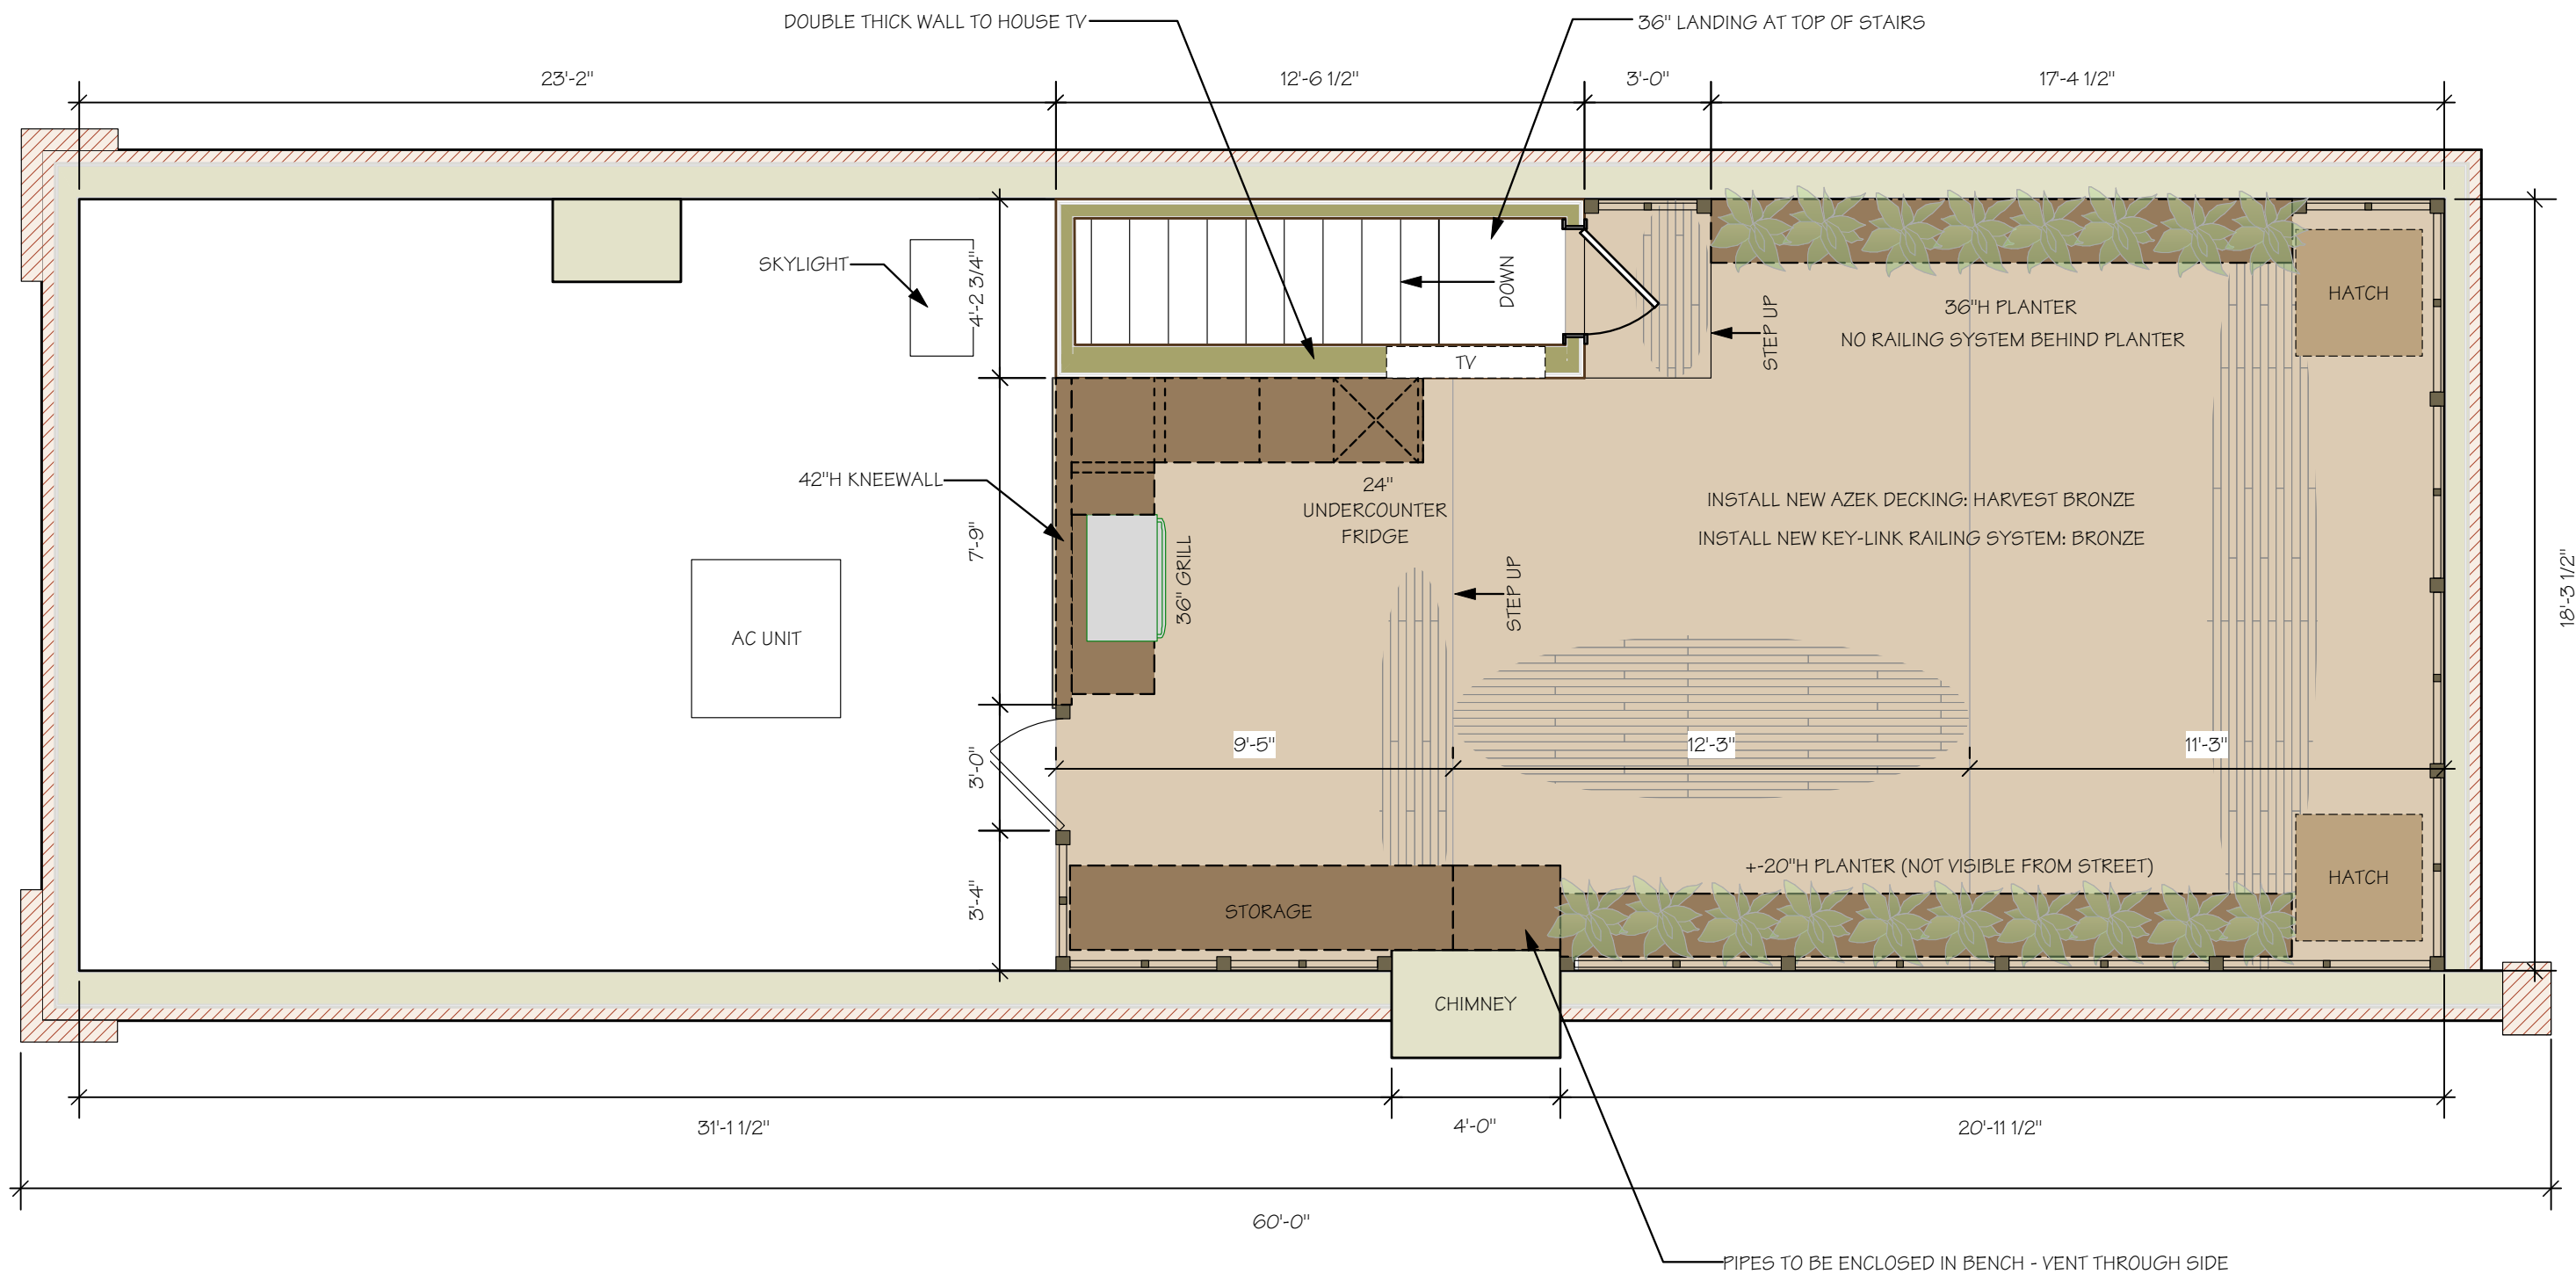 DOUBLE THICK WALL TO HOUSE TV
36" LANDING AT TOP OF STAIRS
23'-2"
12'-6 1/2"
3'-0"
17'-4 1/2"
SKYLIGHT
4'-2 3/4"
DOWN
TV
STEP UP
36"H PLANTER
NO RAILING SYSTEM BEHIND PLANTER
HATCH
42"H KNEEWALL
24"
UNDERCOUNTER
FRIDGE
INSTALL NEW AZEK DECKING: HARVEST BRONZE
INSTALL NEW KEY-LINK RAILING SYSTEM: BRONZE
7'-9"
36" GRILL
STEP UP
18'-3 1/2"
AC UNIT
9'-5"
12'-3"
11'-3"
3'-0"
3'-4"
+-20"H PLANTER (NOT VISIBLE FROM STREET)
HATCH
STORAGE
CHIMNEY
31'-1 1/2"
4'-0"
20'-11 1/2"
60'-0"
PIPES TO BE ENCLOSED IN BENCH - VENT THROUGH SIDE